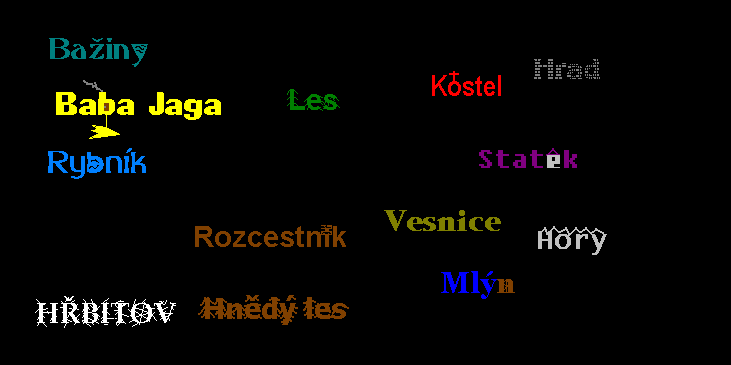 Bažiny
Hrad
Kostel
Baba Jaga
Les
Rybník
Statek
Vesnice
Rozcestník
Hory
Mlýn
HŘBITOV
Hnědý les